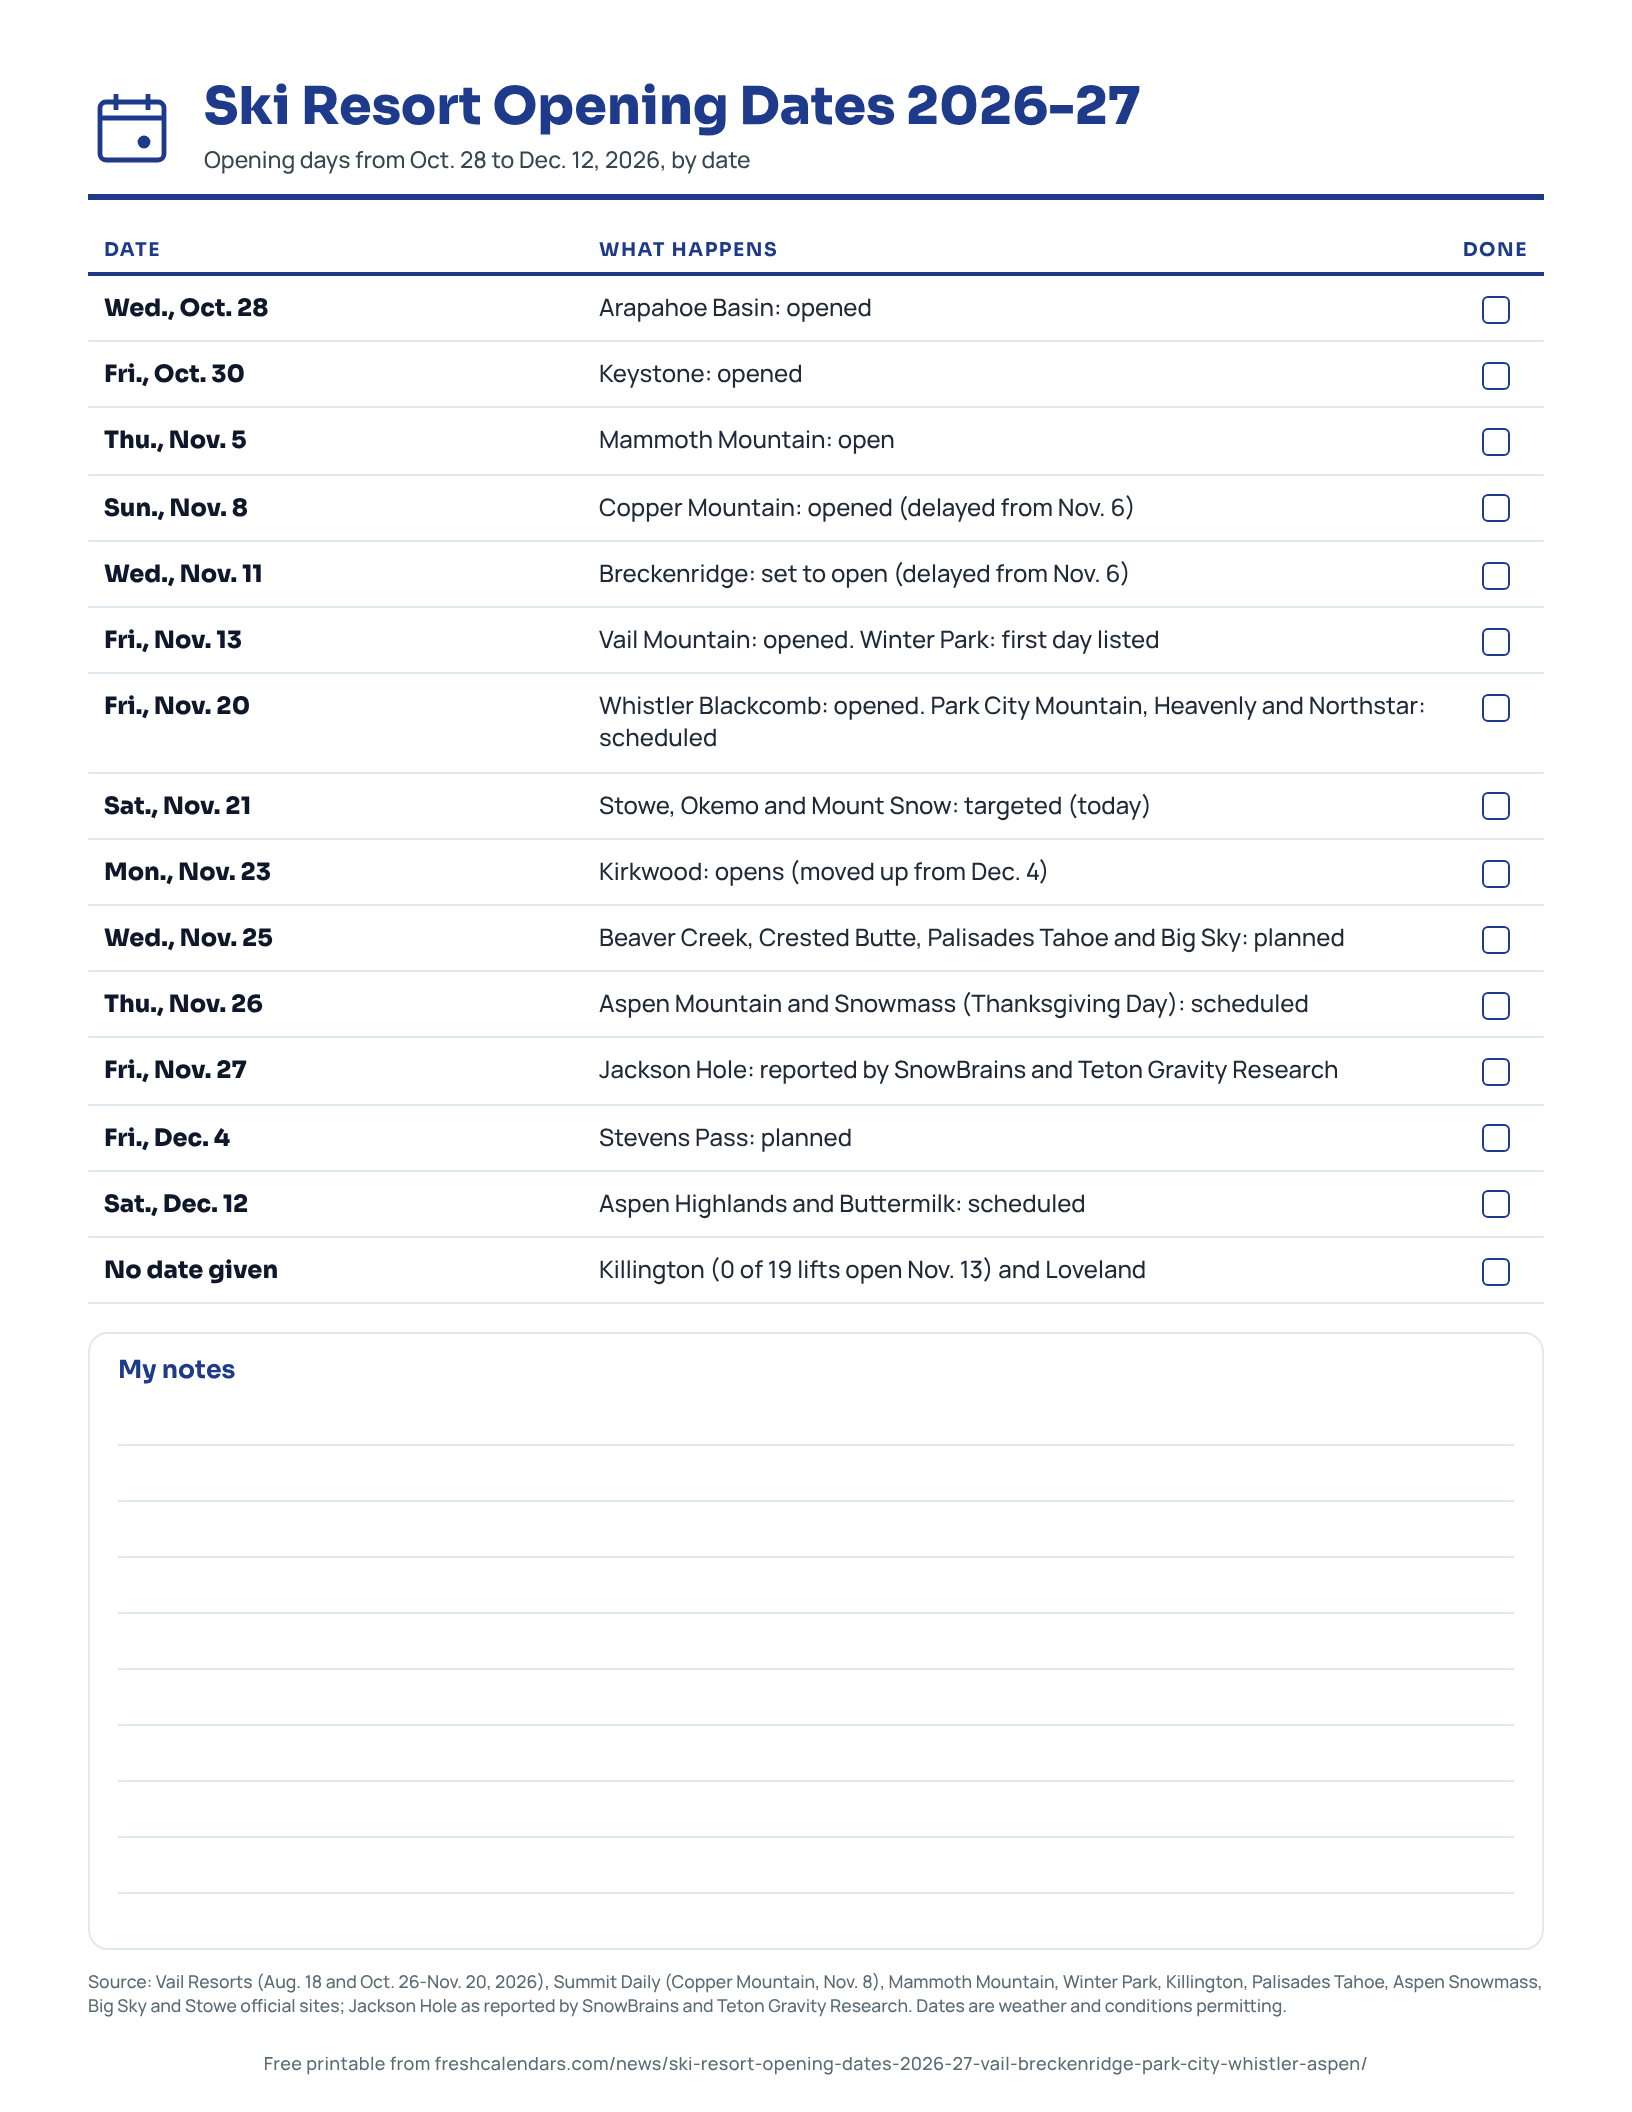 Ski Resort Opening Dates 2026-27
Opening days from Oct. 28 to Dec. 12, 2026, by date
DATE WHAT HAPPENS DONE
Wed., Oct. 28 Arapahoe Basin: opened
Fri., Oct. 30 Keystone: opened
Thu., Nov. 5 Mammoth Mountain: open
Sun., Nov. 8 Copper Mountain: opened (delayed from Nov. 6)
Wed., Nov. 11 Breckenridge: set to open (delayed from Nov. 6)
Fri., Nov. 13 Vail Mountain: opened. Winter Park: first day listed
Fri., Nov. 20 Whistler Blackcomb: opened. Park City Mountain, Heavenly and Northstar:
scheduled
Sat., Nov. 21 Stowe, Okemo and Mount Snow: targeted (today)
Mon., Nov. 23 Kirkwood: opens (moved up from Dec. 4)
Wed., Nov. 25 Beaver Creek, Crested Butte, Palisades Tahoe and Big Sky: planned
Thu., Nov. 26 Aspen Mountain and Snowmass (Thanksgiving Day): scheduled
Fri., Nov. 27 Jackson Hole: reported by SnowBrains and Teton Gravity Research
Fri., Dec. 4 Stevens Pass: planned
Sat., Dec. 12 Aspen Highlands and Buttermilk: scheduled
No date given Killington (0 of 19 lifts open Nov. 13) and Loveland
My notes
Source: Vail Resorts (Aug. 18 and Oct. 26-Nov. 20, 2026), Summit Daily (Copper Mountain, Nov. 8), Mammoth Mountain, Winter Park, Killington, Palisades Tahoe, Aspen Snowmass,
Big Sky and Stowe official sites; Jackson Hole as reported by SnowBrains and Teton Gravity Research. Dates are weather and conditions permitting.
Free printable from freshcalendars.com/news/ski-resort-opening-dates-2026-27-vail-breckenridge-park-city-whistler-aspen/